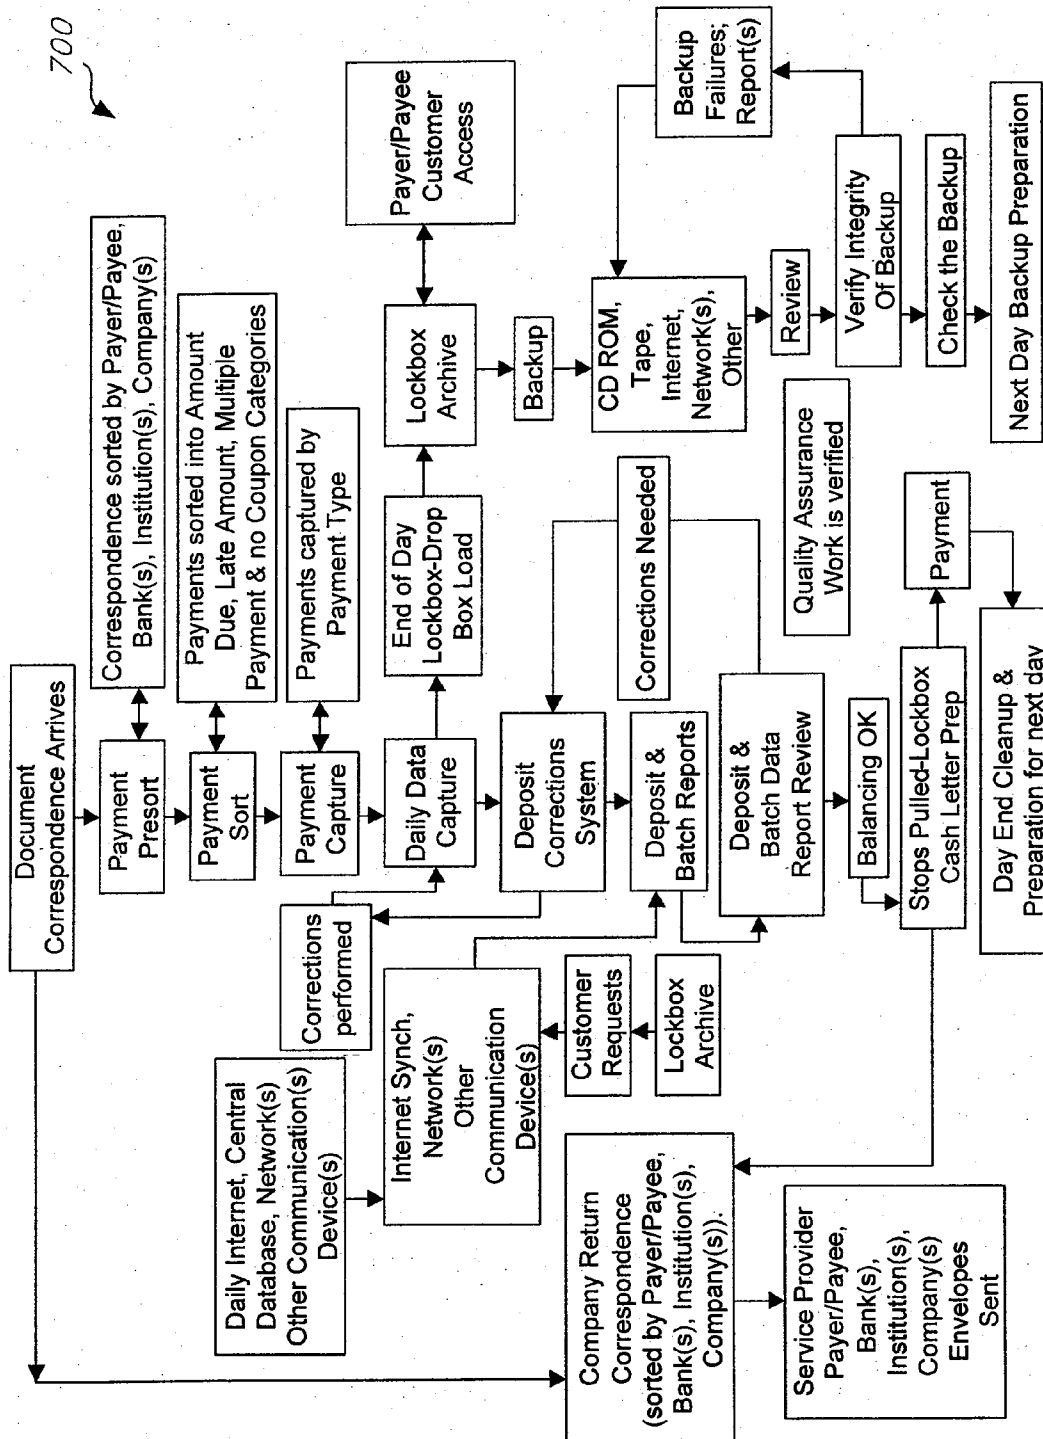 700
Document
Correspondence Arrives
Payment
Presort
Correspondence sorted by Payer/Payee,
Bank(s), Institution(s), Company(s)
Payment
Sort
Payments sorted into Amount
Due, Late Amount, Multiple
Payment & no Coupon Categories
Payment
Capture
Payments captured by
Payment Type
Corrections
performed
Daily Data
Capture
End of Day
Lockbox-Drop
Box Load
Lockbox
Archive
Payer/Payee
Customer
Access
Backup
Daily Internet, Central
Database, Network(s)
Other Communication(s)
Device(s)
Internet Synch,
Network(s)
Other
Communication
Device(s)
Deposit
Corrections
System
Corrections Needed
CD ROM,
Tape,
Internet,
Network(s),
Other
Backup
Failures;
Report(s)
Customer
Requests
Lockbox
Archive
Deposit &
Batch Reports
Deposit &
Batch Data
Report Review
Review
Verify Integrity
Of Backup
Quality Assurance
Work is verified
Check the Backup
Balancing OK
Company Return
Correspondence
(sorted by Payer/Payee,
Bank(s), Institution(s),
Company(s)).
Stops Pulled-Lockbox
Cash Letter Prep
Payment
Next Day Backup Preparation
Service Provider
Payer/Payee,
Bank(s),
Institution(s),
Company(s)
Envelopes
Sent
Day End Cleanup &
Preparation for next day